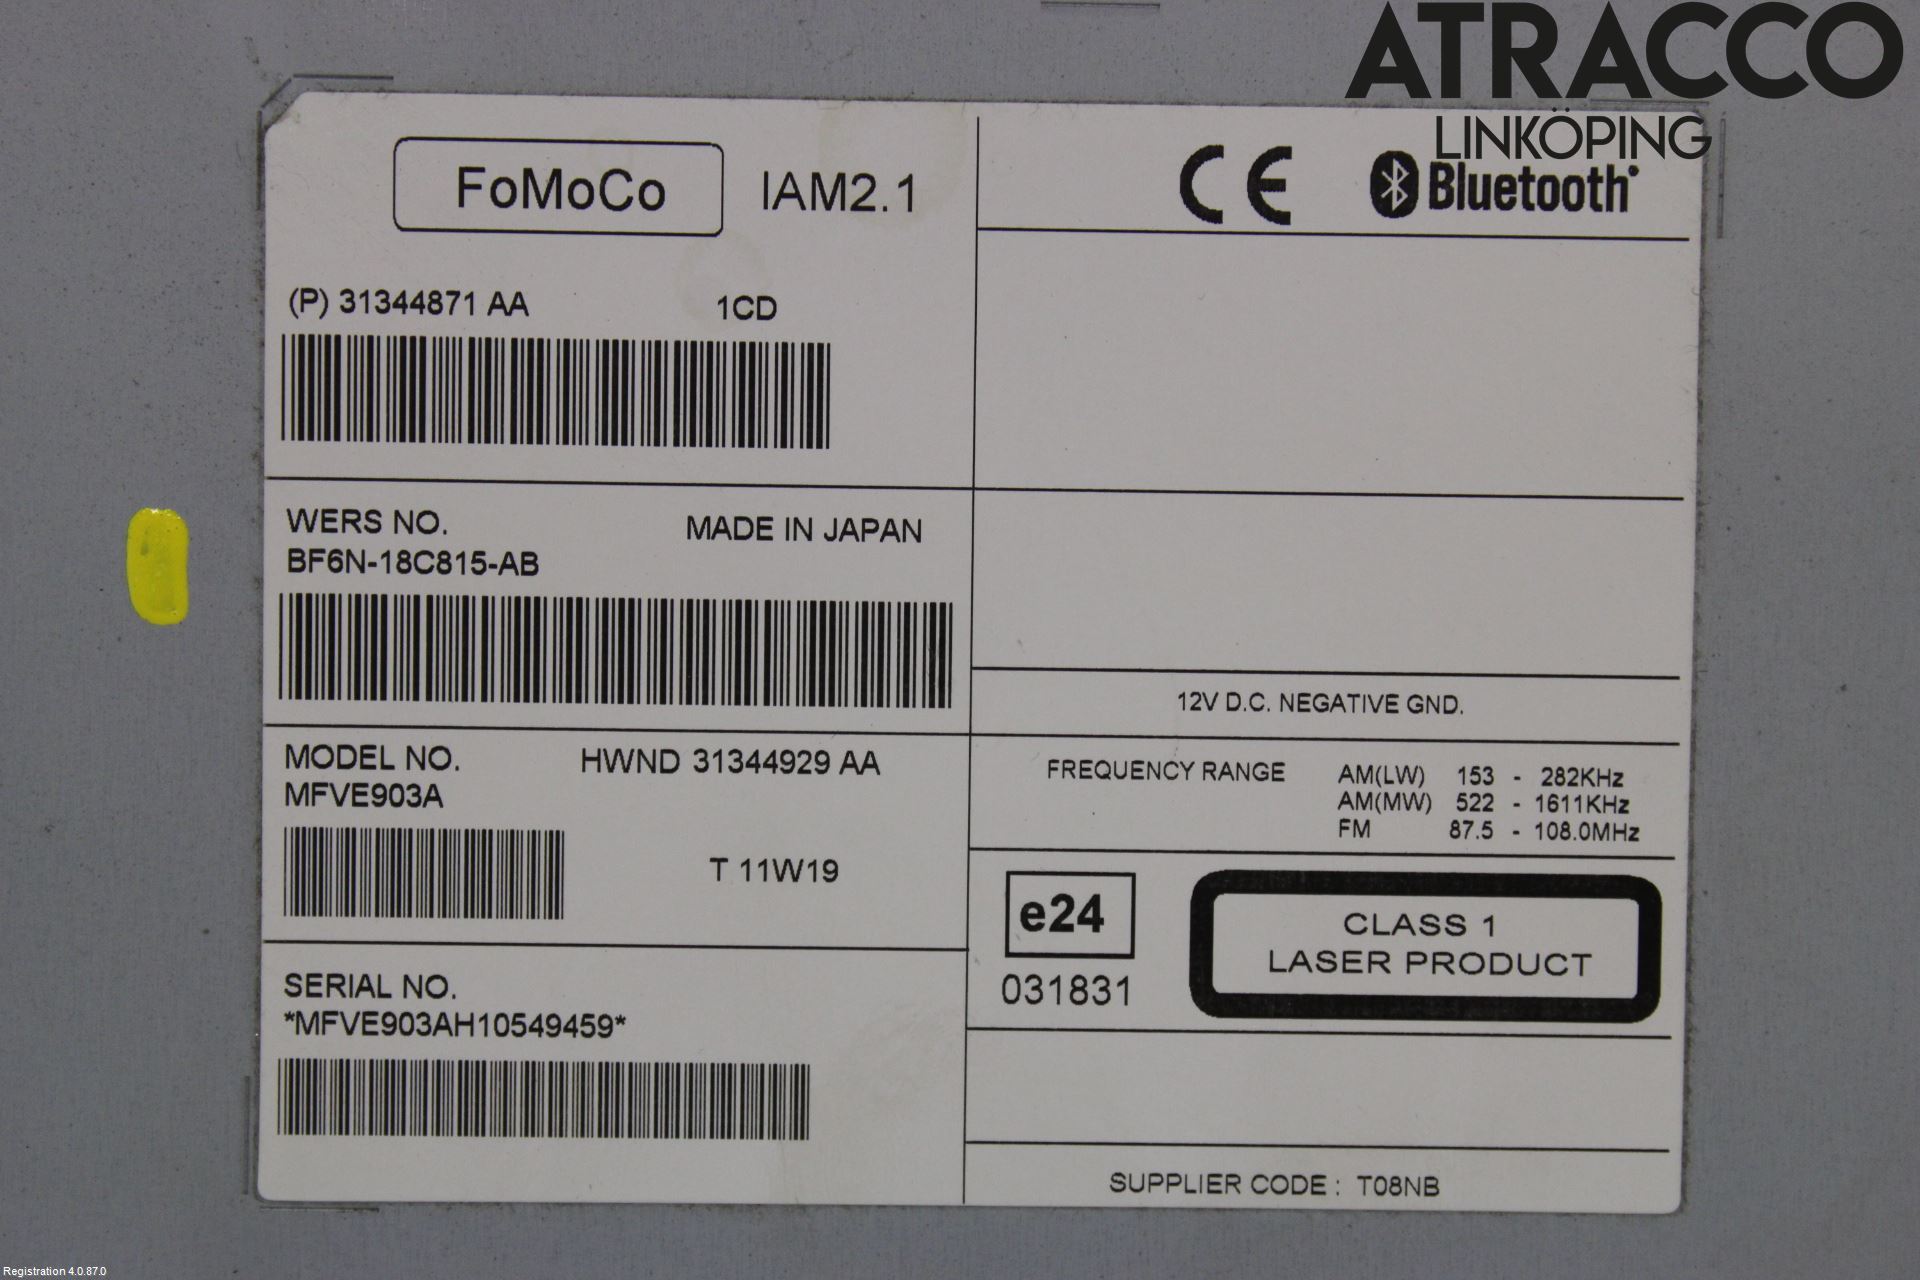 ATRACCO
LINKÖPING
FoMoCo IAM2.1
CE Bluetooth
(P) 31344871 AA 1CD
WERS NO. MADE IN JAPAN
BF6N-18C815-AB
12V D.C. NEGATIVE GND.
MODEL NO. HWND 31344929 AA
MFVE903A
T 11W19
FREQUENCY RANGE AM(LW) 153 - 282KHz
AM(MW) 522 - 1611KHz
FM 87.5 - 108.0MHz
e24
031831
CLASS 1
LASER PRODUCT
SERIAL NO.
*MFVE903AH10549459*
SUPPLIER CODE : T08NB
Registration 4.0.87.0